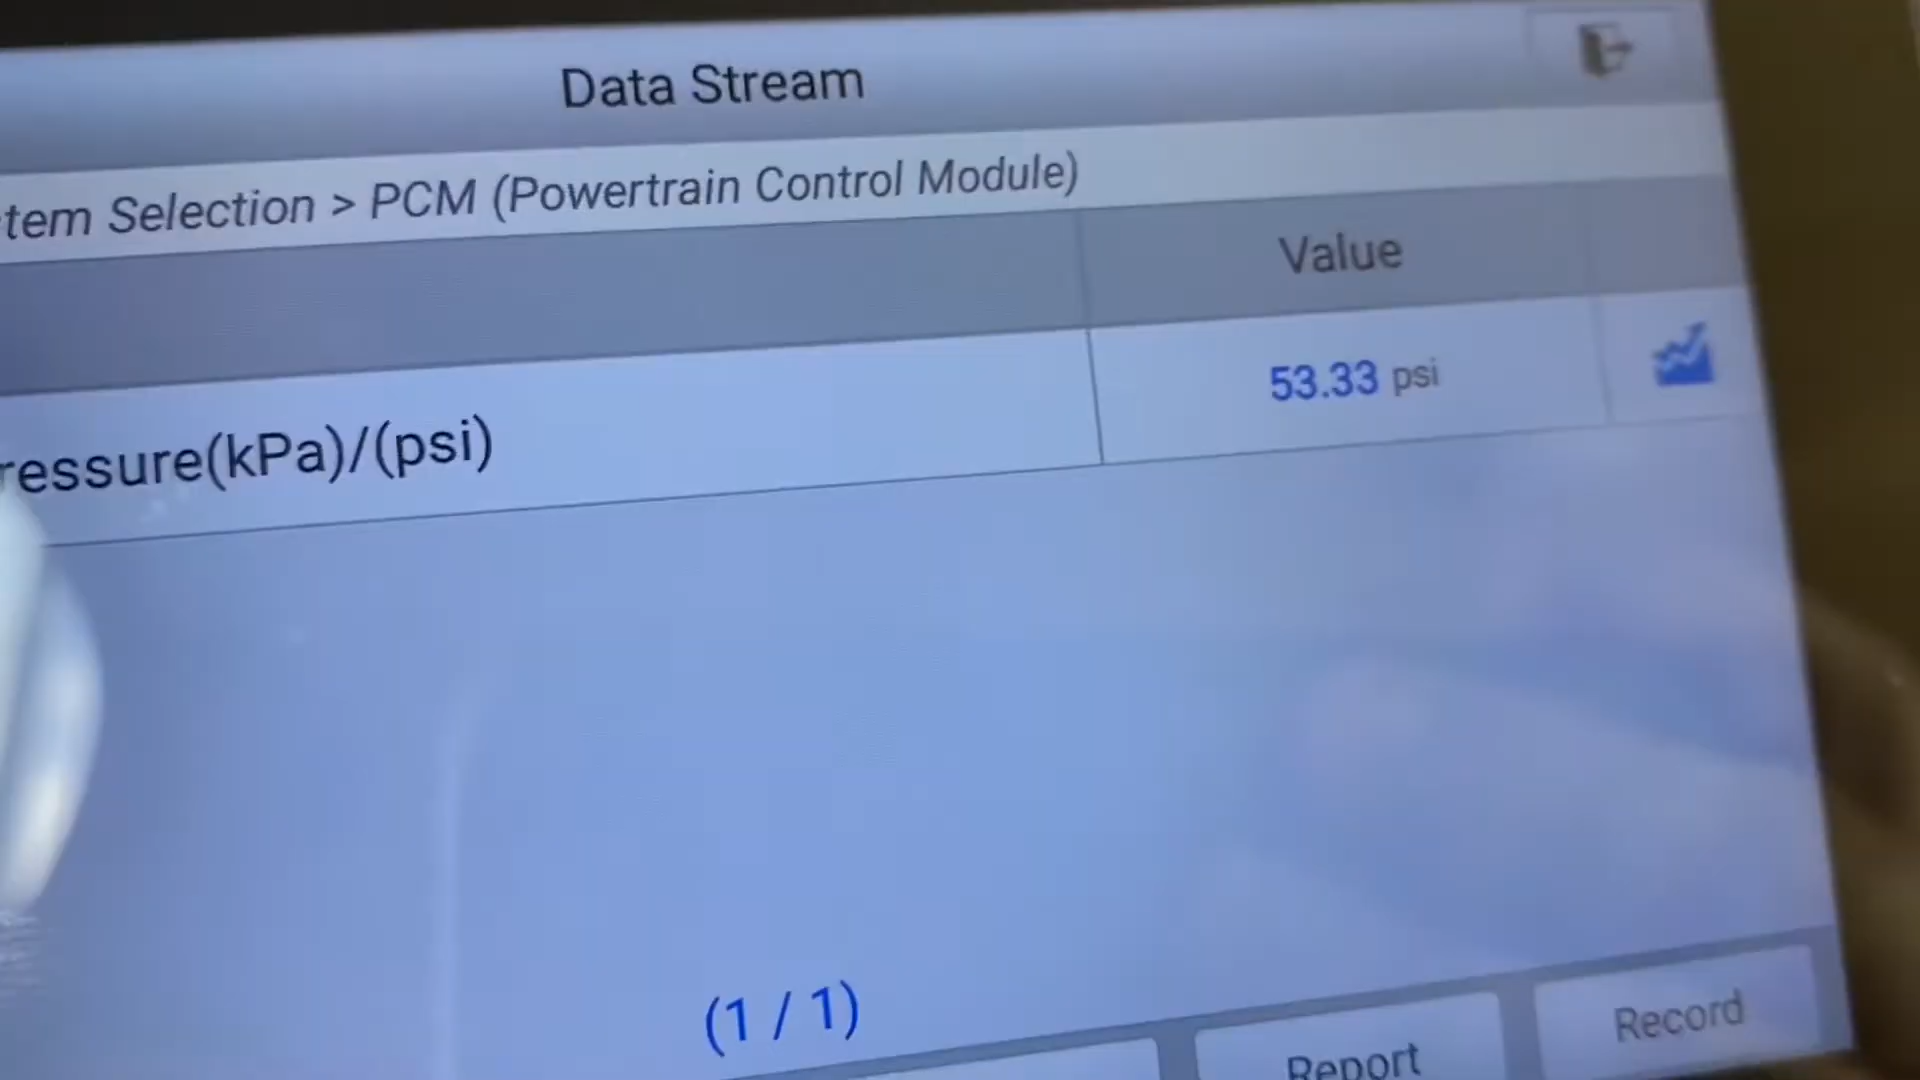 Data Stream
tem Selection > PCM (Powertrain Control Module)
Value
ressure(kPa)/(psi)
53.33 psi
(1 / 1)
Report
Record